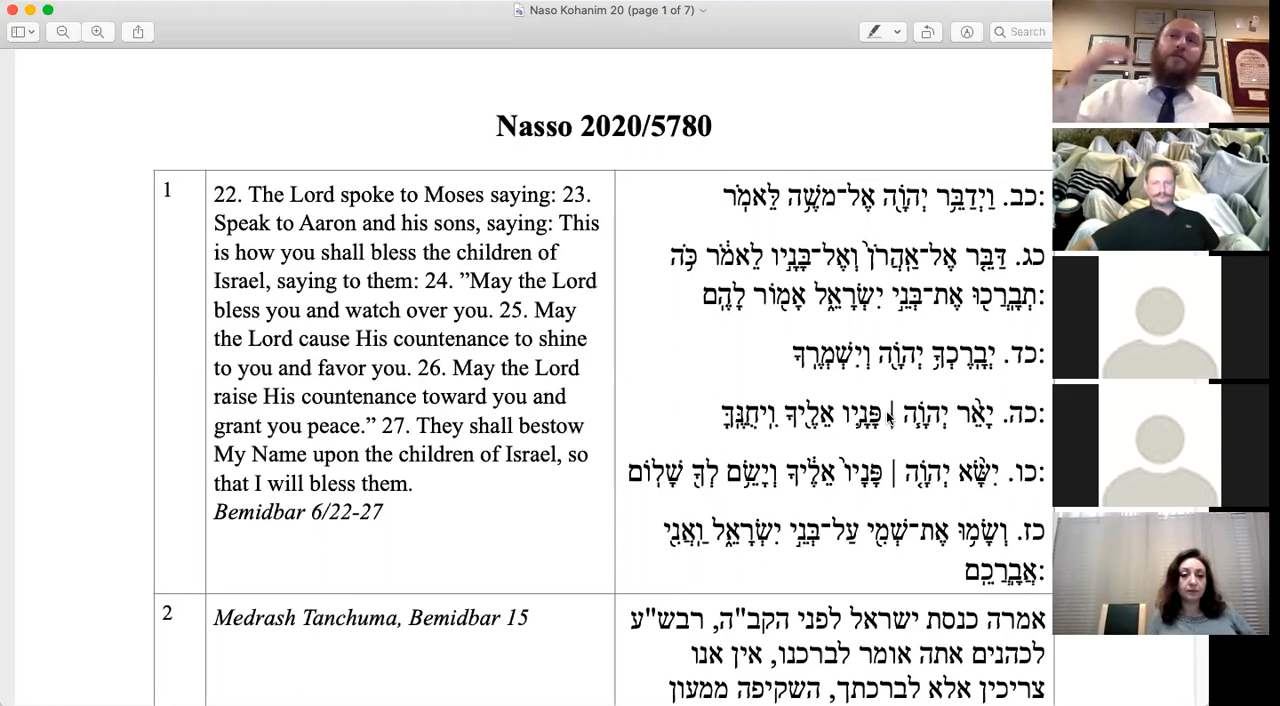 Naso Kohanim 20 (page 1 of 7)
Search
Nasso 2020/5780
1
22. The Lord spoke to Moses saying: 23.
Speak to Aaron and his sons, saying: This
is how you shall bless the children of
Israel, saying to them: 24. ”May the Lord
bless you and watch over you. 25. May
the Lord cause His countenance to shine
to you and favor you. 26. May the Lord
raise His countenance toward you and
grant you peace.” 27. They shall bestow
My Name upon the children of Israel, so
that I will bless them.
Bemidbar 6/22-27
כב. וַיְדַבֵּ֥ר יְהֹוָ֖ה אֶל־משֶׁ֥ה לֵּאמֹֽר:
כג. דַּבֵּ֤ר אֶל־אַֽהֲרֹן֙ וְאֶל־בָּנָ֣יו לֵאמֹ֔ר כֹּ֥ה
תְבָֽרְכ֖וּ אֶת־בְּנֵ֣י יִשְׂרָאֵ֑ל אָמ֖וֹר לָהֶֽם:
כד. יְבָֽרֶכְךָ֥ יְהֹוָ֖ה וְיִשְׁמְרֶֽךָ:
כה. יָאֵ֨ר יְהֹוָ֧ה | פָּנָ֛יו אֵלֶ֖יךָ וִֽיחֻנֶּֽךָּ:
כו. יִשָּׂ֨א יְהֹוָ֤ה | פָּנָיו֙ אֵלֶ֔יךָ וְיָשֵׂ֥ם לְךָ֖ שָׁלֽוֹם:
כז. וְשָׂמ֥וּ אֶת־שְׁמִ֖י עַל־בְּנֵ֣י יִשְׂרָאֵ֑ל וַֽאֲנִ֖י
אֲבָֽרְכֵֽם:
2
Medrash Tanchuma, Bemidbar 15
אמרה כנסת ישראל לפני הקב"ה, רבש"ע
לכהנים אתה אומר לברכנו, אין אנו
צריכין אלא לברכתך, השקיפה ממעון